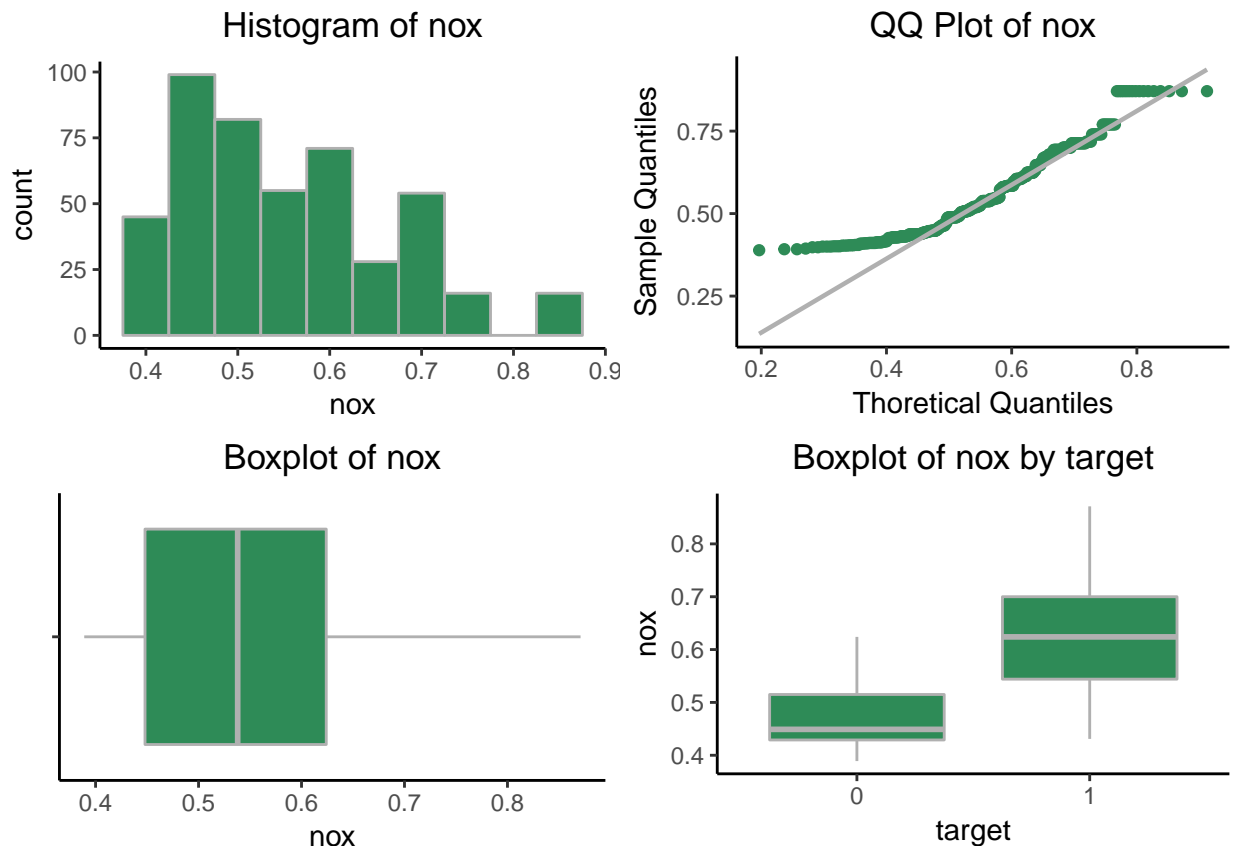 Histogram of nox
count
100
75
50
25
0
0.4 0.5 0.6 0.7 0.8 0.9
nox
QQ Plot of nox
Sample Quantiles
0.75
0.50
0.25
0.2 0.4 0.6 0.8
Thoretical Quantiles
Boxplot of nox
0.4 0.5 0.6 0.7 0.8
nox
Boxplot of nox by target
nox
0.8
0.7
0.6
0.5
0.4
0 1
target